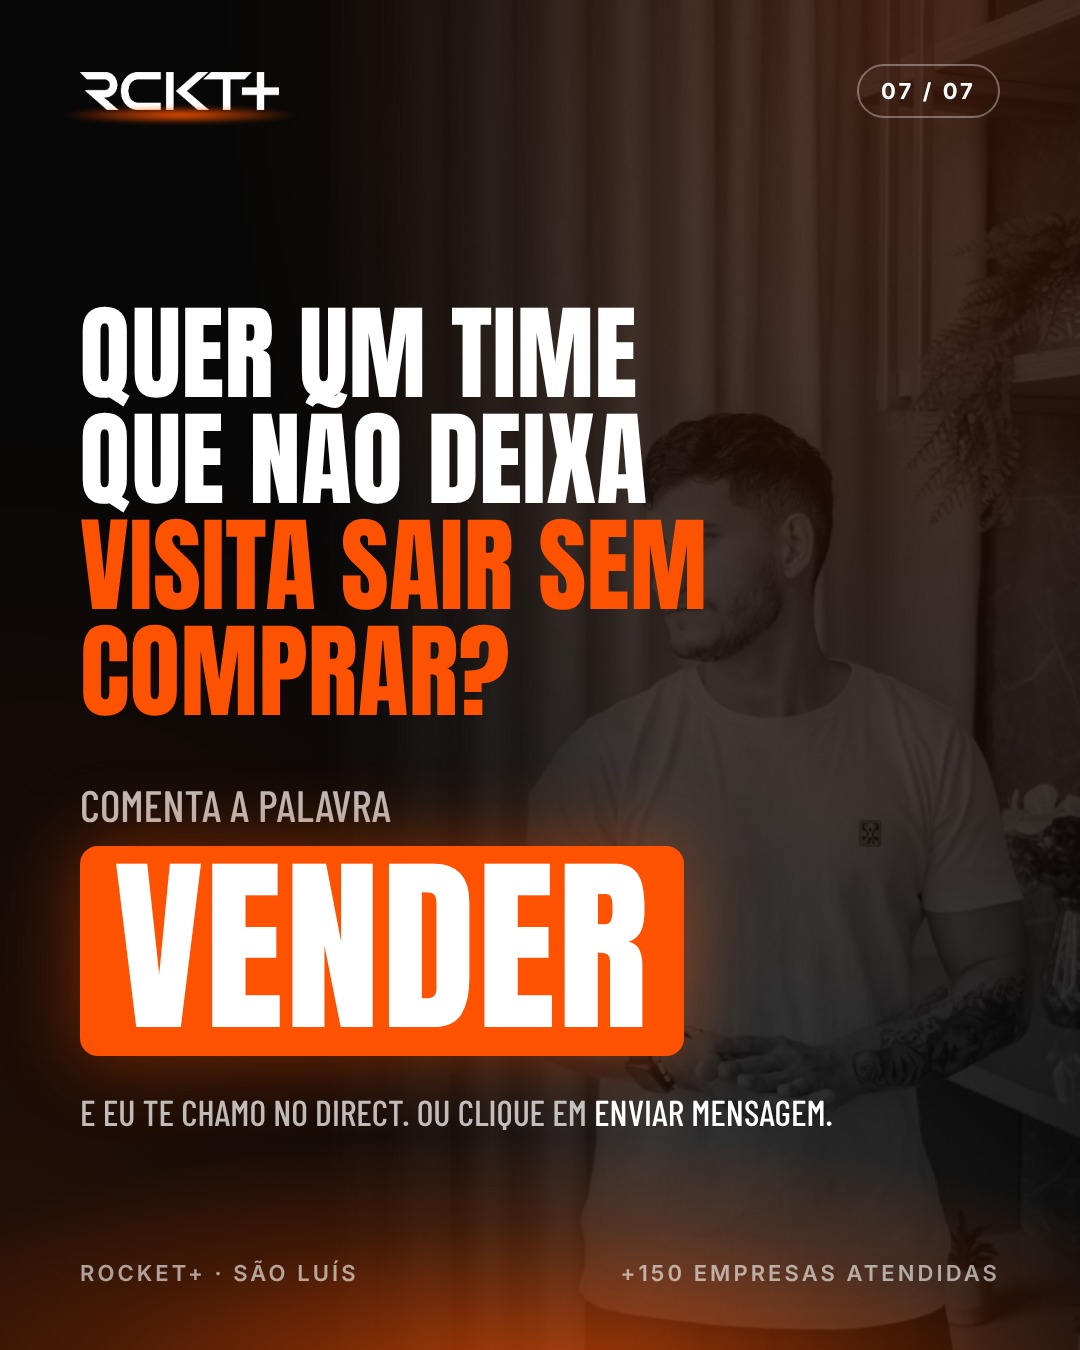 RCKT+
07 / 07
QUER UM TIME
QUE NÃO DEIXA
VISITA SAIR SEM
COMPRAR?
COMENTA A PALAVRA
VENDER
E EU TE CHAMO NO DIRECT. OU CLIQUE EM ENVIAR MENSAGEM.
ROCKET+ · SÃO LUÍS
+150 EMPRESAS ATENDIDAS